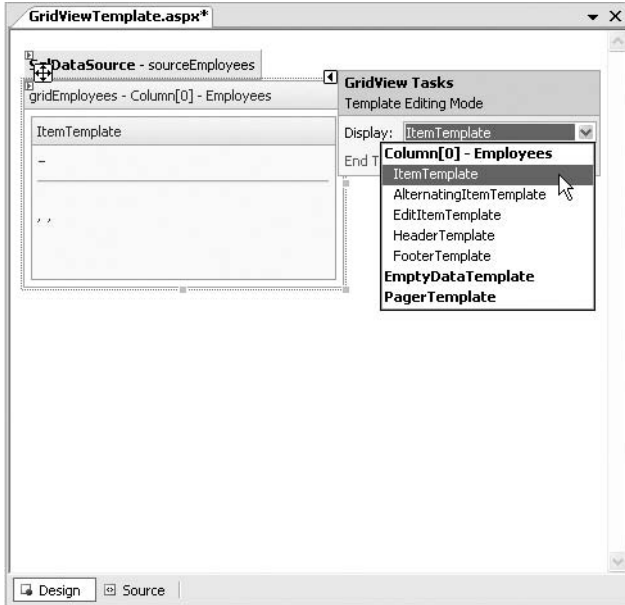 GridViewTemplate.aspx*
SqlDataSource - sourceEmployees
gridEmployees - Column[0] - Employees
ItemTemplate
–
, ,
GridView Tasks
Template Editing Mode
Display: ItemTemplate
End T
Column[0] - Employees
ItemTemplate
AlternatingItemTemplate
EditItemTemplate
HeaderTemplate
FooterTemplate
EmptyDataTemplate
PagerTemplate
Design
Source